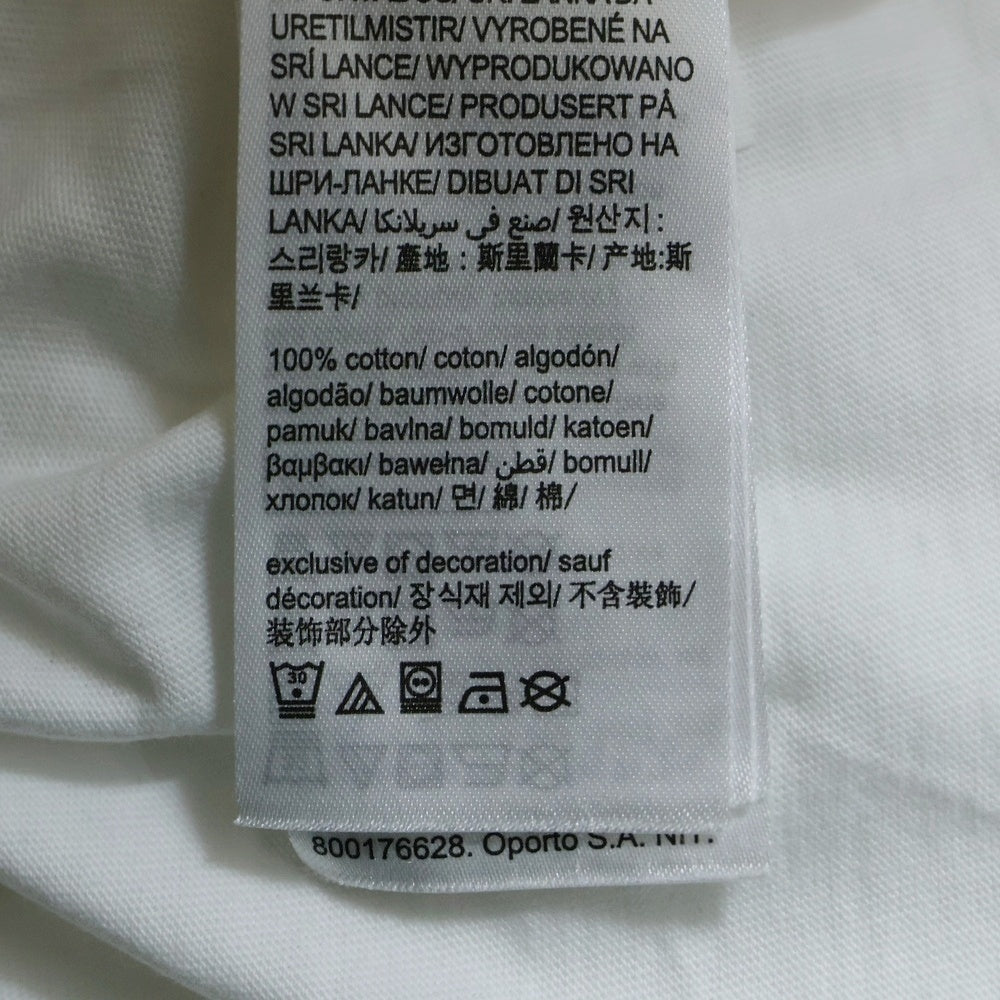 URETILMISTIR/ VYROBENÉ NA
SRÍ LANCE/ WYPRODUKOWANO
W SRI LANCE/ PRODUSERT PÅ
SRI LANKA/ ИЗГОТОВЛЕНО НА
ШРИ-ЛАНКЕ/ DIBUAT DI SRI
LANKA/ صنع في سريلانكا/ 원산지 :
스리랑카/ 產地 : 斯里蘭卡/ 产地:斯
里兰卡/
100% cotton/ coton/ algodón/
algodão/ baumwolle/ cotone/
pamuk/ bavlna/ bomuld/ katoen/
βαμβακι/ bawełna/ قطن/ bomull/
хлопок/ katun/ 면/ 綿/ 棉/
exclusive of decoration/ sauf
décoration/ 장식재 제외/ 不含裝飾/
装饰部分除外
30
800176628. Oporto S.A. NIT: